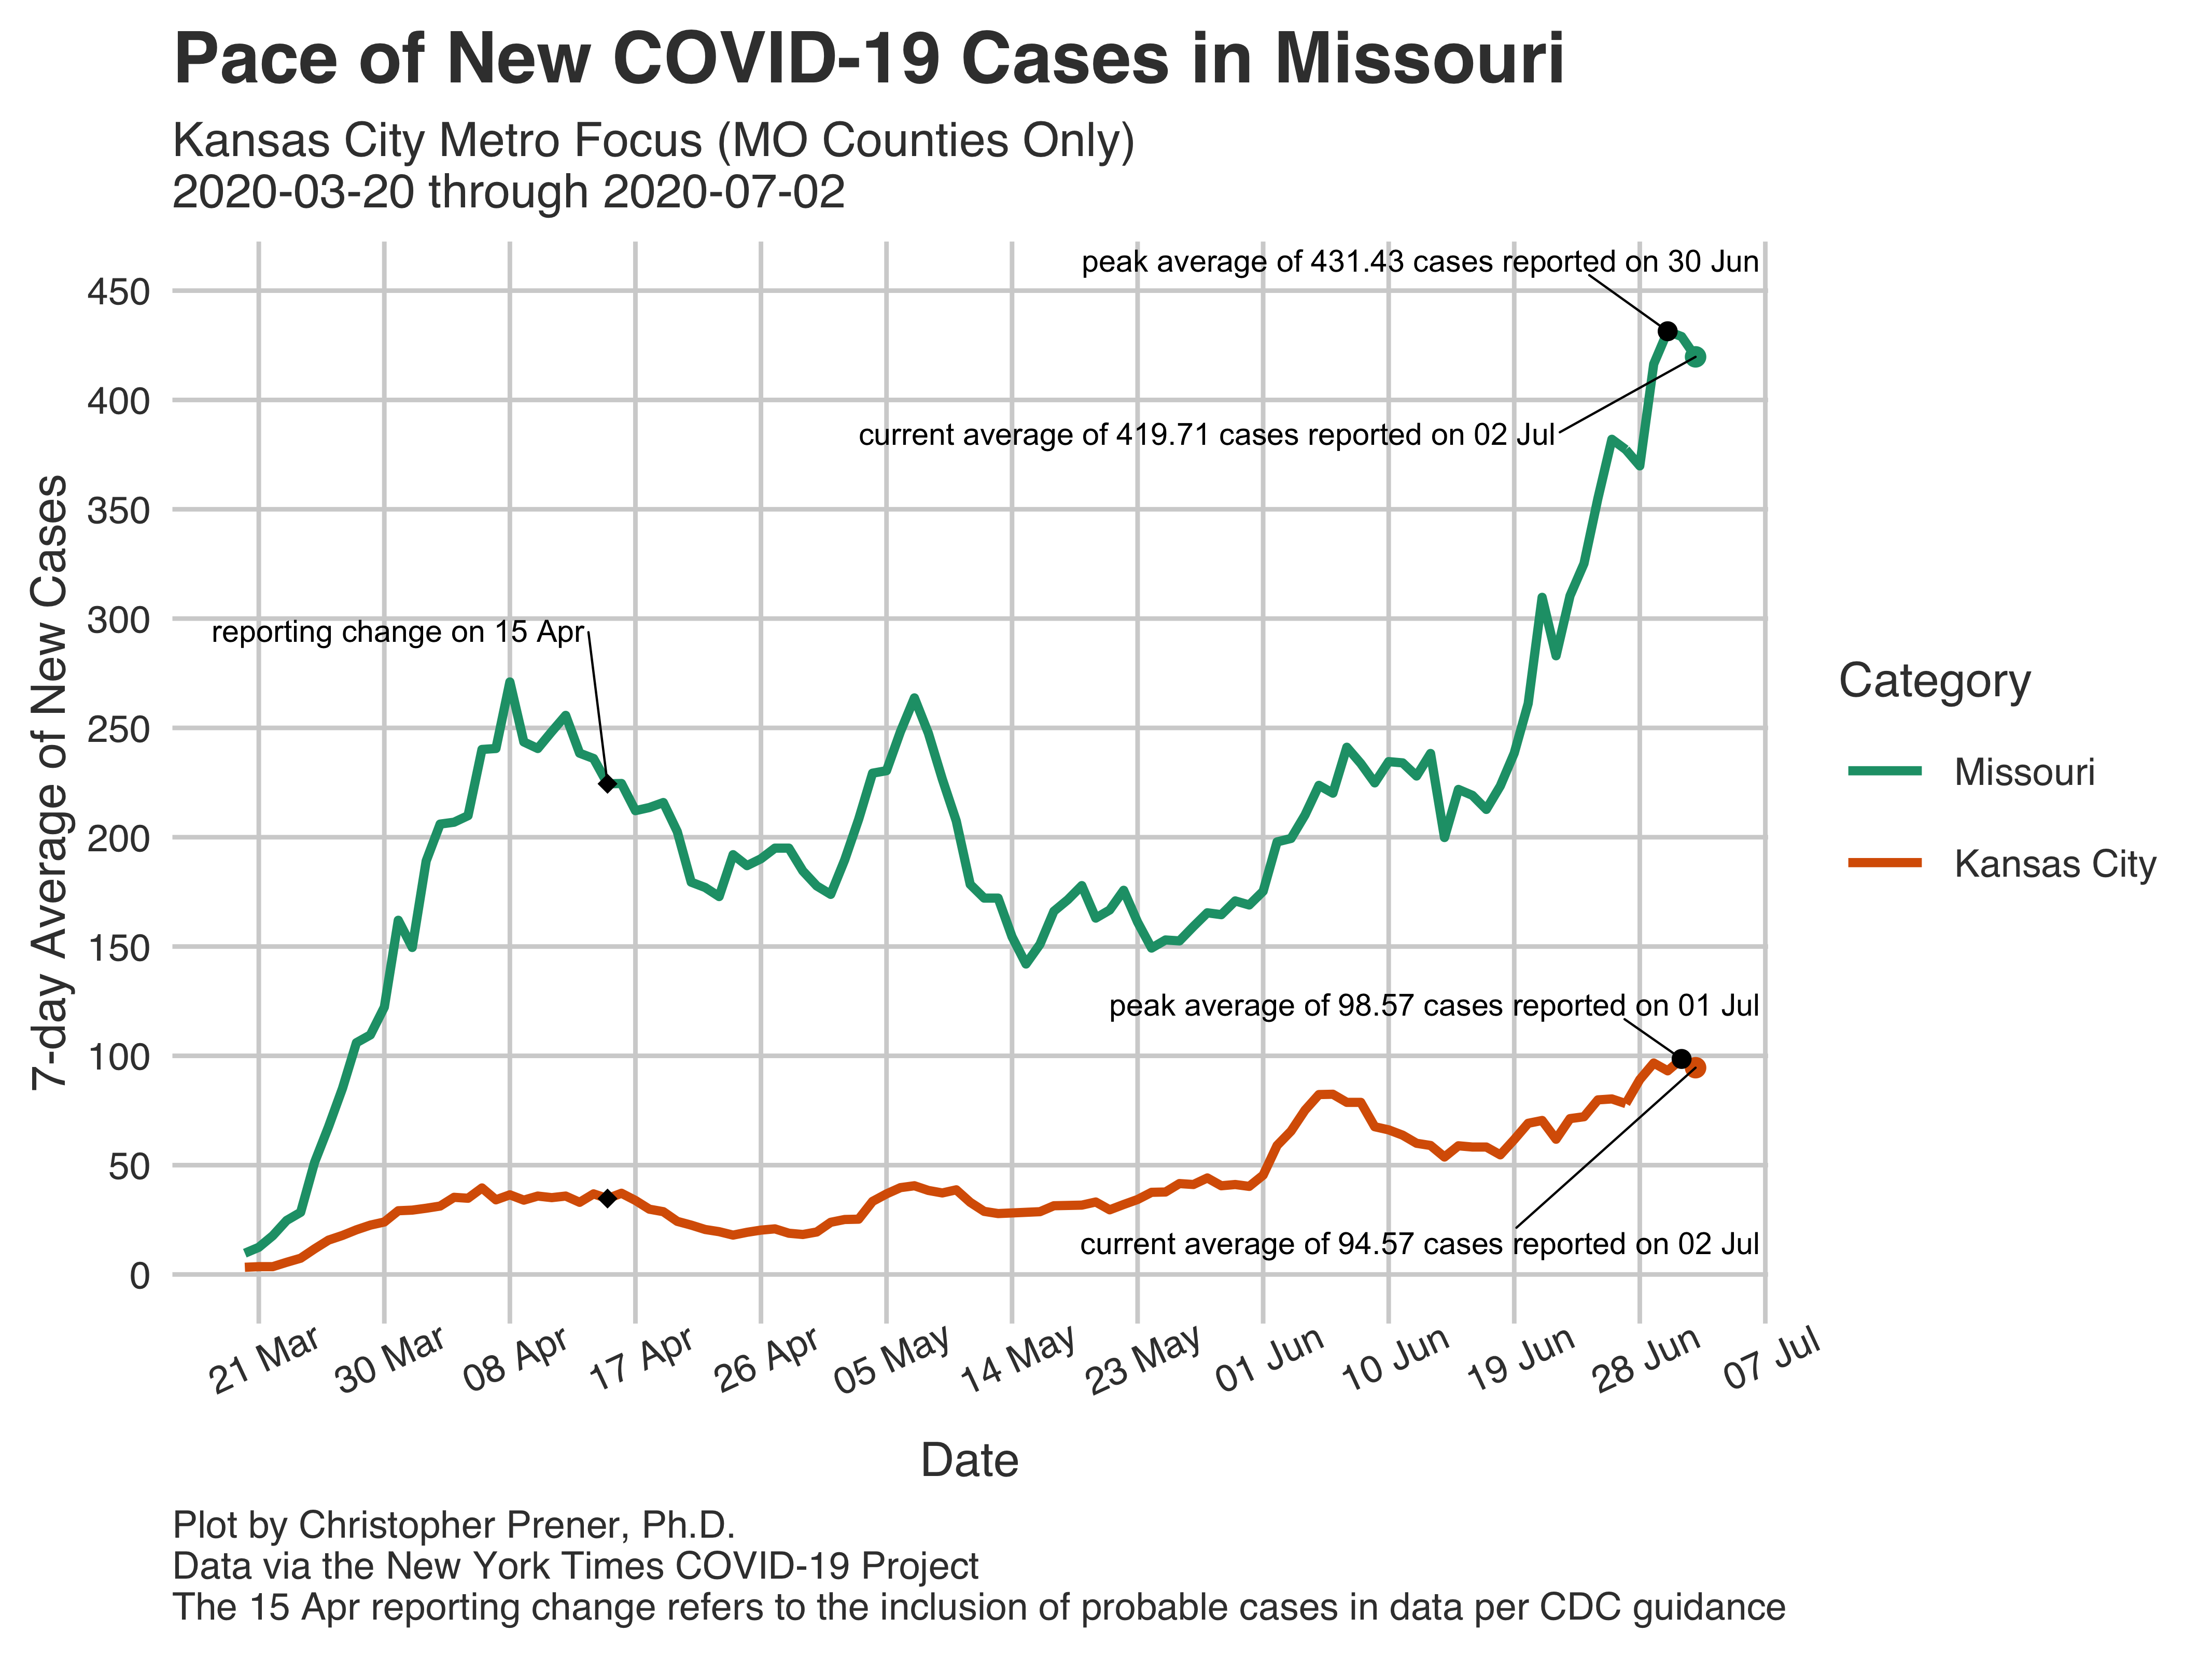 Pace of New COVID-19 Cases in Missouri
Kansas City Metro Focus (MO Counties Only)
2020-03-20 through 2020-07-02
7-day Average of New Cases
450
400
350
300
250
200
150
100
50
0
peak average of 431.43 cases reported on 30 Jun
current average of 419.71 cases reported on 02 Jul
reporting change on 15 Apr
peak average of 98.57 cases reported on 01 Jul
current average of 94.57 cases reported on 02 Jul
Category
Missouri
Kansas City
21 Mar
30 Mar
08 Apr
17 Apr
26 Apr
05 May
14 May
23 May
01 Jun
10 Jun
19 Jun
28 Jun
07 Jul
Date
Plot by Christopher Prener, Ph.D.
Data via the New York Times COVID-19 Project
The 15 Apr reporting change refers to the inclusion of probable cases in data per CDC guidance